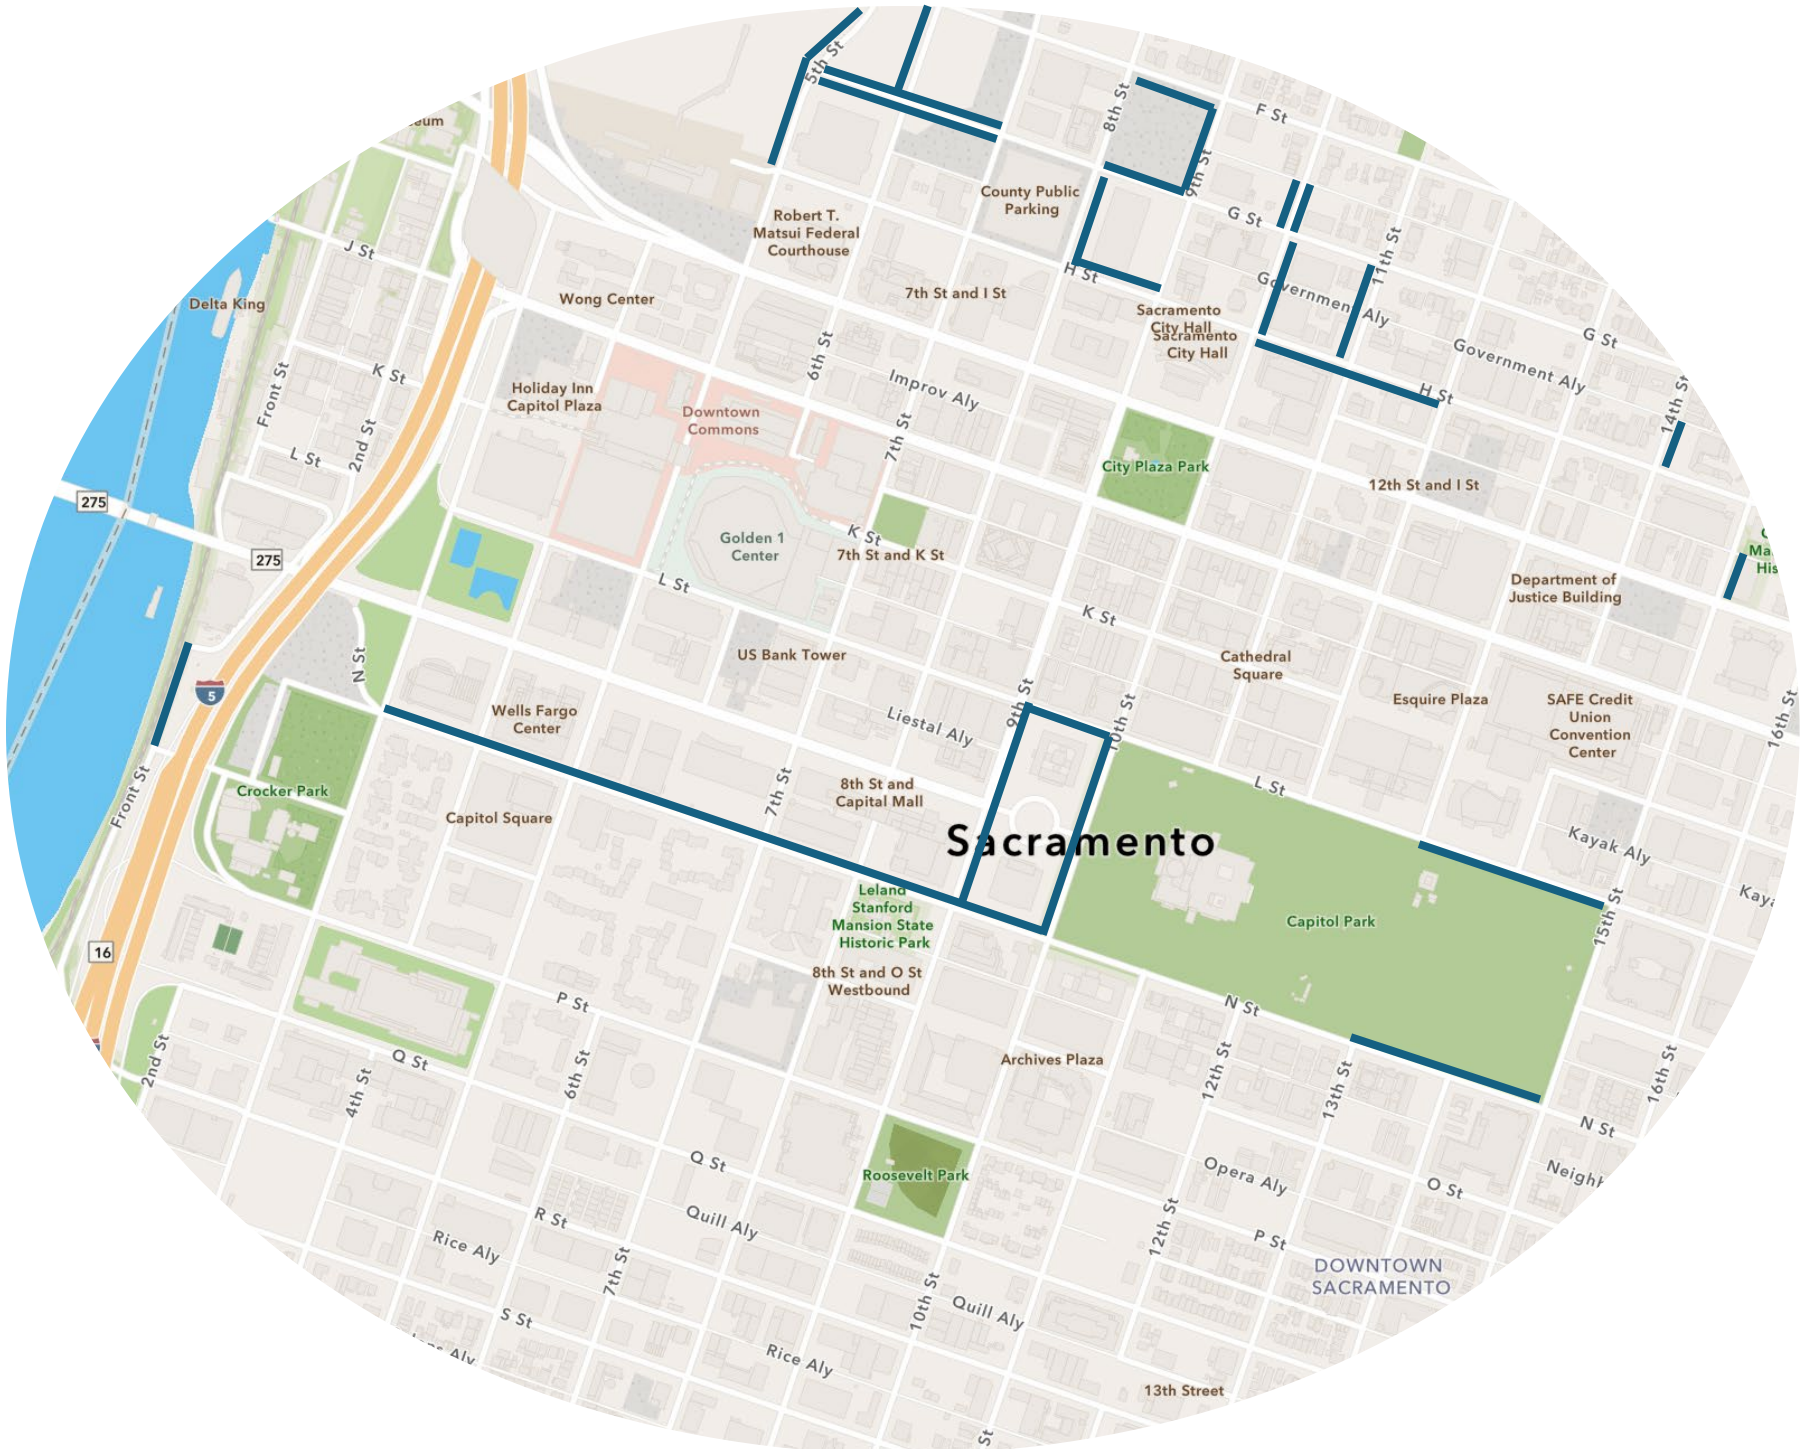 5th St
8th St
F St
eum
9th St
County Public
Parking
G St
Robert T.
Matsui Federal
Courthouse
11th St
J St
H St
Government Aly
Delta King
Wong Center
7th St and I St
Sacramento
City Hall
Sacramento
City Hall
G St
Government Aly
6th St
K St
Front St
Holiday Inn
Capitol Plaza
Improv Aly
H St
14th St
Downtown
Commons
2nd St
7th St
L St
City Plaza Park
12th St and I St
275
K St
Golden 1
Center
7th St and K St
275
Ma
His
L St
Department of
Justice Building
K St
US Bank Tower
Cathedral
Square
N St
5
9th St
10th St
Esquire Plaza
SAFE Credit
Union
Convention
Center
16th St
Wells Fargo
Center
Liestal Aly
Front St
Crocker Park
7th St
8th St and
Capital Mall
L St
Capitol Square
Sacramento
Kayak Aly
Leland
Stanford
Mansion State
Historic Park
Kaya
Capitol Park
15th St
16
8th St and O St
Westbound
P St
N St
2nd St
Q St
Archives Plaza
4th St
6th St
12th St
13th St
16th St
N St
Q St
Roosevelt Park
Opera Aly
O St
Neigh
R St
Quill Aly
12th St
P St
Rice Aly
7th St
DOWNTOWN
SACRAMENTO
10th St
Quill Aly
S St
Aly
Rice Aly
13th Street
St